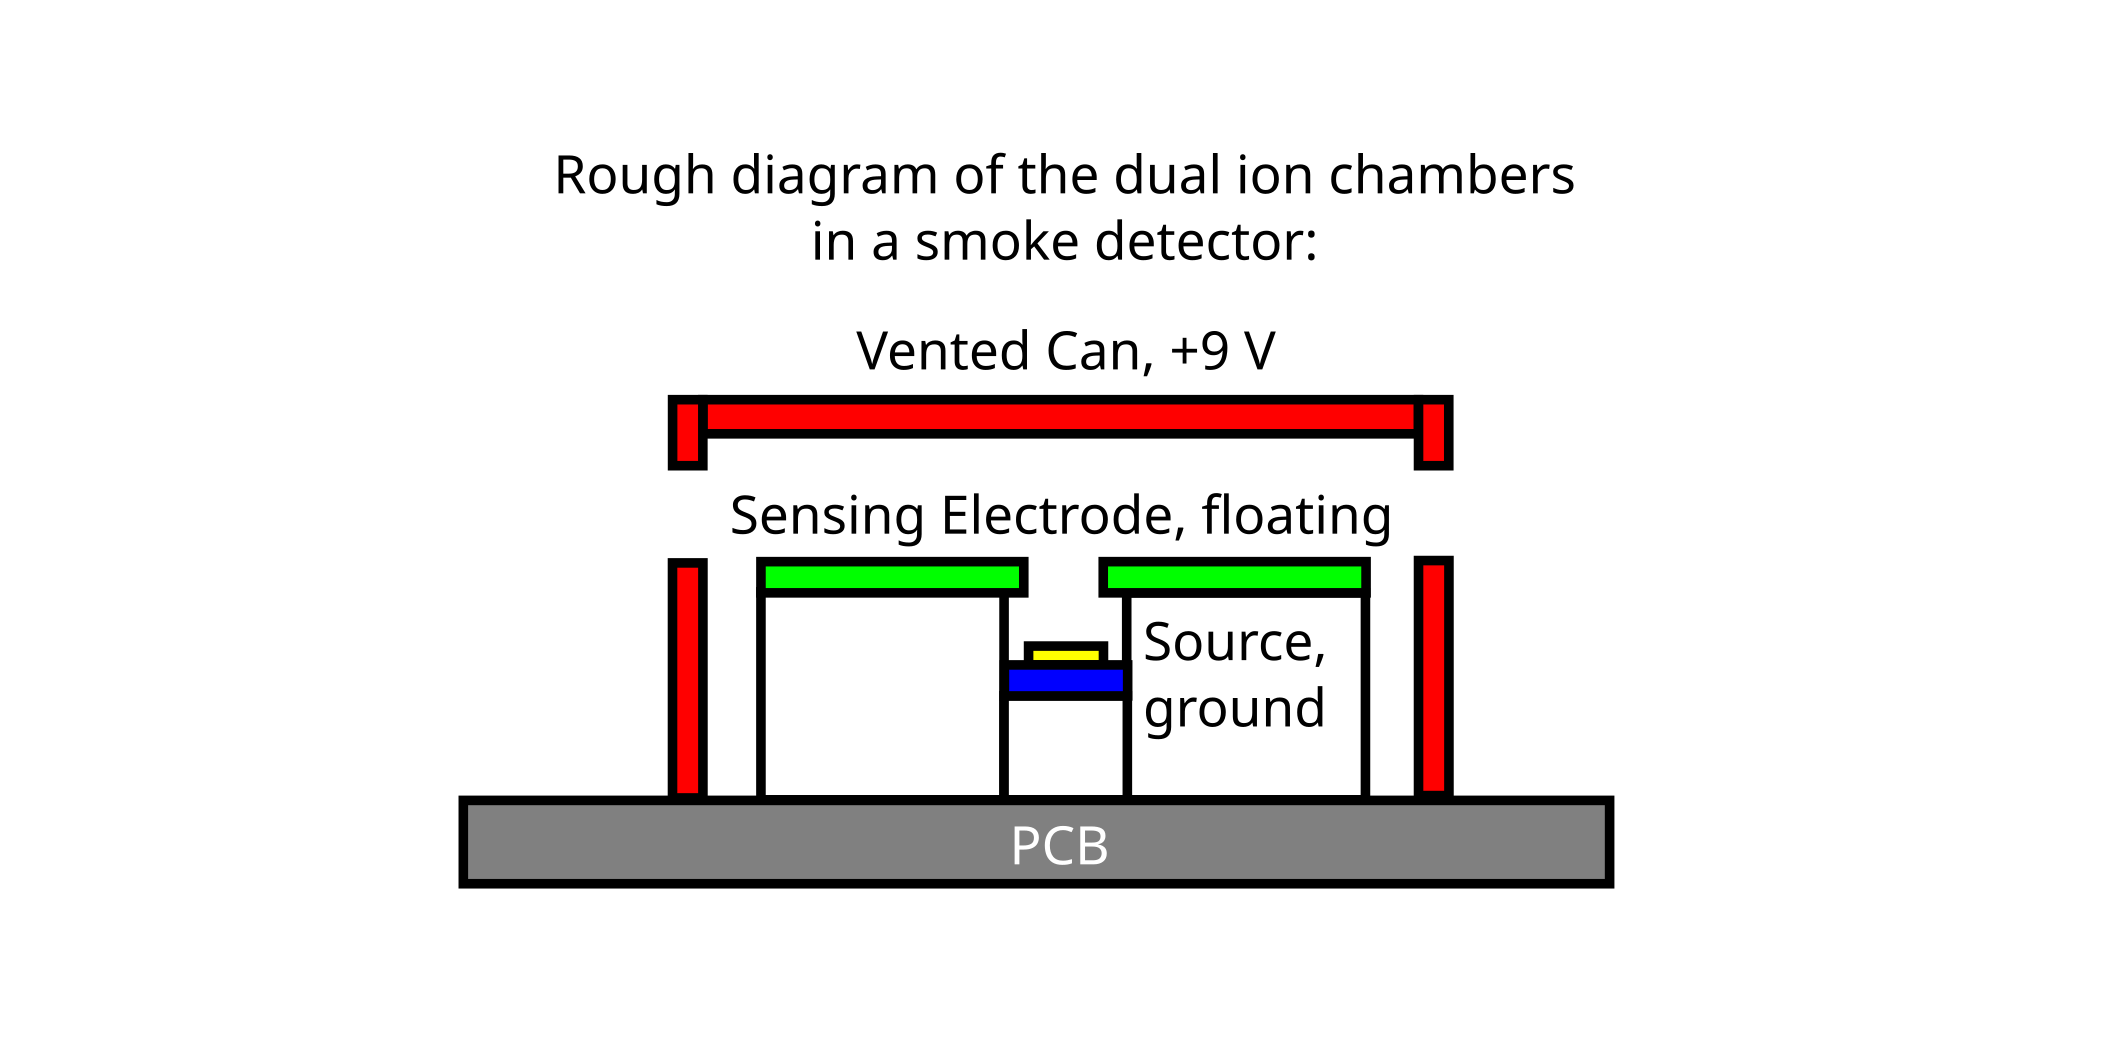 Rough diagram of the dual ion chambers
in a smoke detector:
Vented Can, +9 V
Sensing Electrode, floating
Source,
ground
PCB